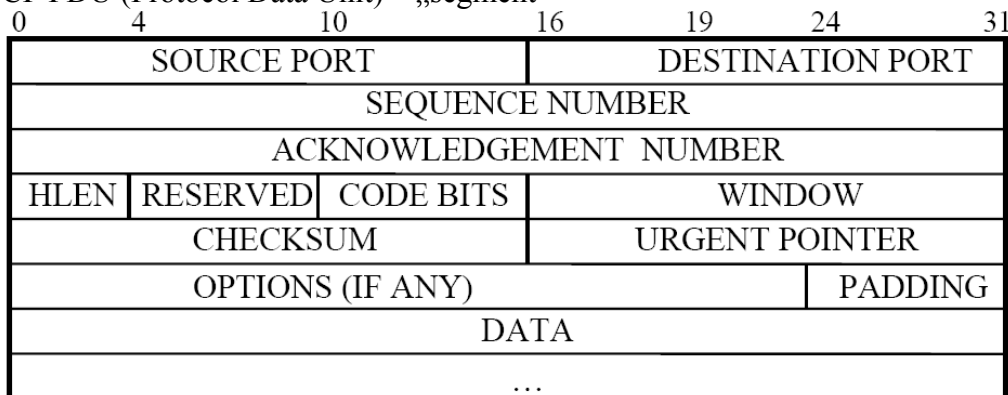 CP PDU (Protocol Data Unit) – „segment
0 4 10 16 19 24 31
SOURCE PORT DESTINATION PORT
SEQUENCE NUMBER
ACKNOWLEDGEMENT NUMBER
HLEN RESERVED CODE BITS WINDOW
CHECKSUM URGENT POINTER
OPTIONS (IF ANY) PADDING
DATA
...